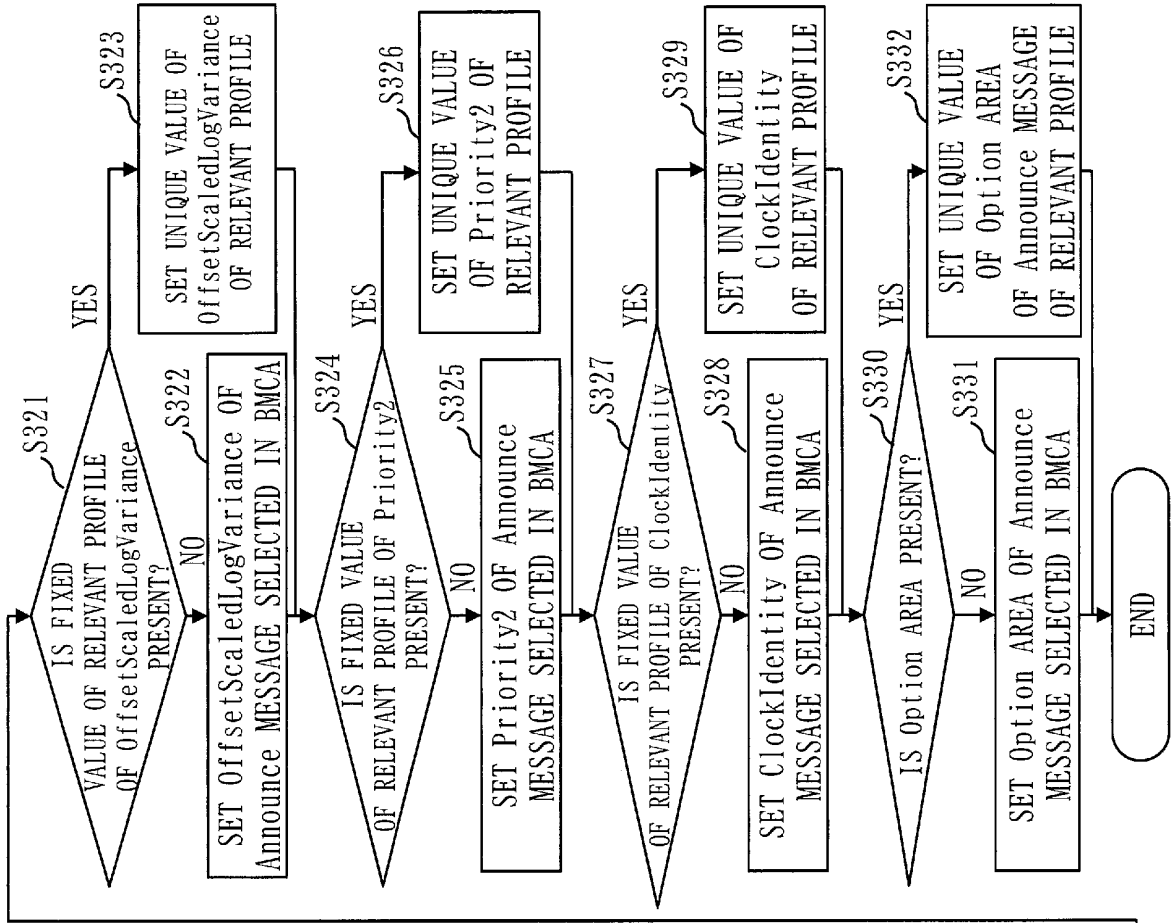 S321
IS FIXED
VALUE OF RELEVANT PROFILE
OF OffsetScaledLogVariance
PRESENT?
YES
NO
S322
SET OffsetScaledLogVariance OF
Announce MESSAGE SELECTED IN BMCA
S323
SET UNIQUE VALUE OF
OffsetScaledLogVariance
OF RELEVANT PROFILE
S324
IS FIXED VALUE
OF RELEVANT PROFILE OF Priority2
PRESENT?
YES
NO
S325
SET Priority2 OF Announce
MESSAGE SELECTED IN BMCA
S326
SET UNIQUE VALUE
OF Priority2 OF
RELEVANT PROFILE
S327
IS FIXED VALUE
OF RELEVANT PROFILE OF ClockIdentity
PRESENT?
YES
NO
S328
SET ClockIdentity OF Announce
MESSAGE SELECTED IN BMCA
S329
SET UNIQUE VALUE OF
ClockIdentity
OF RELEVANT PROFILE
S330
IS Option AREA PRESENT?
YES
NO
S331
SET Option AREA OF Announce
MESSAGE SELECTED IN BMCA
S332
SET UNIQUE VALUE
OF Option AREA
OF Announce MESSAGE
OF RELEVANT PROFILE
END